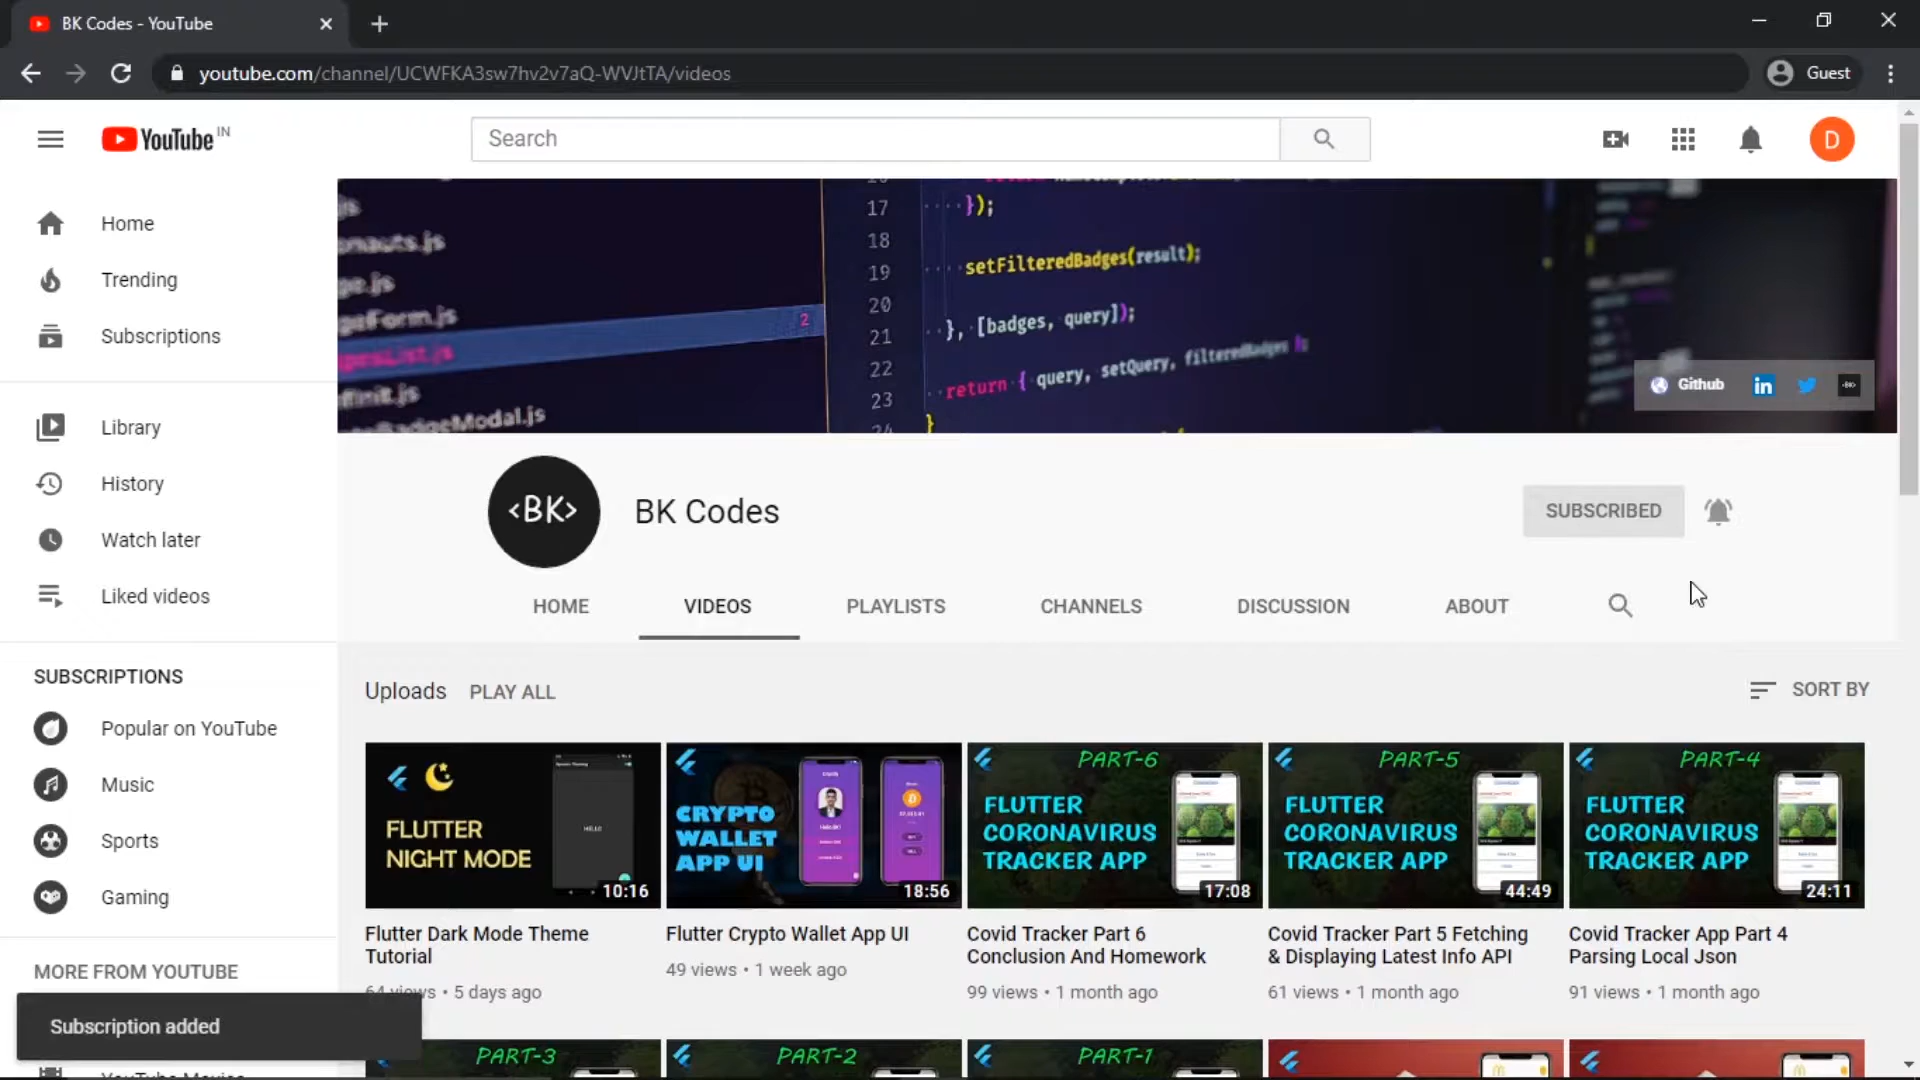 BK Codes - YouTube
youtube.com/channel/UCWFKA3sw7hv2v7aQ-WVJtTA/videos
Guest
YouTube IN
Search
D
Home
Trending
Subscriptions
Library
History
Watch later
Liked videos
SUBSCRIPTIONS
Popular on YouTube
Music
Sports
Gaming
MORE FROM YOUTUBE
Subscription added
17 });
18
19 setFilteredBadges(result);
20
21 }, [badges, query]);
22
23 return { query, setQuery, filteredBadges };
24 }
2
Github
in
<BK>
BK Codes
SUBSCRIBED
HOME VIDEOS PLAYLISTS CHANNELS DISCUSSION ABOUT
Uploads PLAY ALL
SORT BY
FLUTTER
NIGHT MODE
HELLO
10:16
Flutter Dark Mode Theme
Tutorial
64 views • 5 days ago
CRYPTO
WALLET
APP UI
18:56
Flutter Crypto Wallet App UI
49 views • 1 week ago
PART-6
FLUTTER
CORONAVIRUS
TRACKER APP
17:08
Covid Tracker Part 6
Conclusion And Homework
99 views • 1 month ago
PART-5
FLUTTER
CORONAVIRUS
TRACKER APP
44:49
Covid Tracker Part 5 Fetching
& Displaying Latest Info API
61 views • 1 month ago
PART-4
FLUTTER
CORONAVIRUS
TRACKER APP
24:11
Covid Tracker App Part 4
Parsing Local Json
91 views • 1 month ago
PART-3
PART-2
PART-1